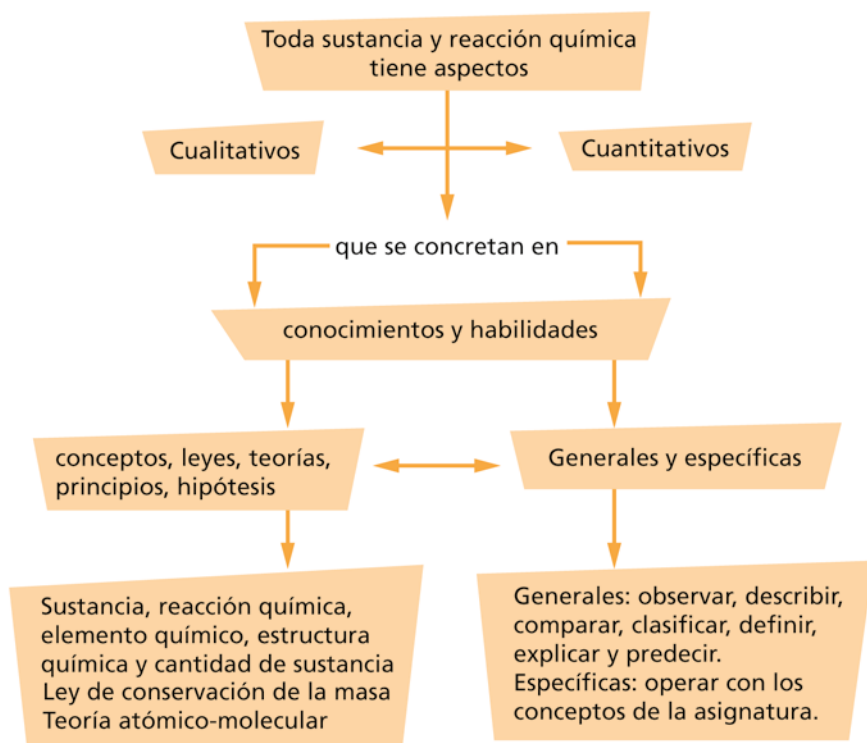 Toda sustancia y reacción química
tiene aspectos
Cualitativos
Cuantitativos
que se concretan en
conocimientos y habilidades
conceptos, leyes, teorías,
principios, hipótesis
Generales y específicas
Sustancia, reacción química,
elemento químico, estructura
química y cantidad de sustancia
Ley de conservación de la masa
Teoría atómico-molecular
Generales: observar, describir,
comparar, clasificar, definir,
explicar y predecir.
Específicas: operar con los
conceptos de la asignatura.